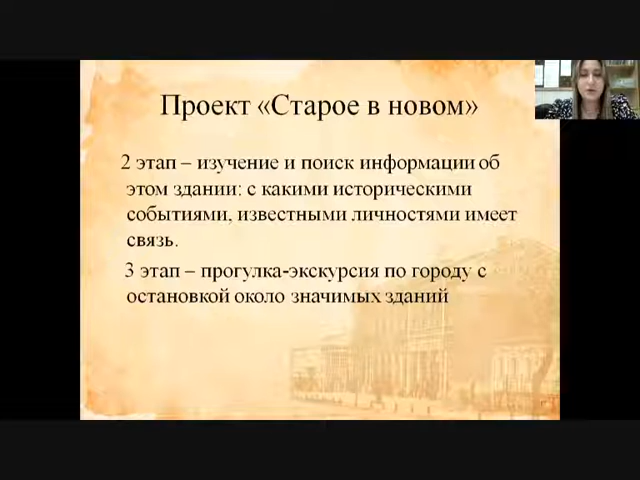 Проект «Старое в новом»
2 этап – изучение и поиск информации об
этом здании: с какими историческими
событиями, известными личностями имеет
связь.
3 этап – прогулка-экскурсия по городу с
остановкой около значимых зданий